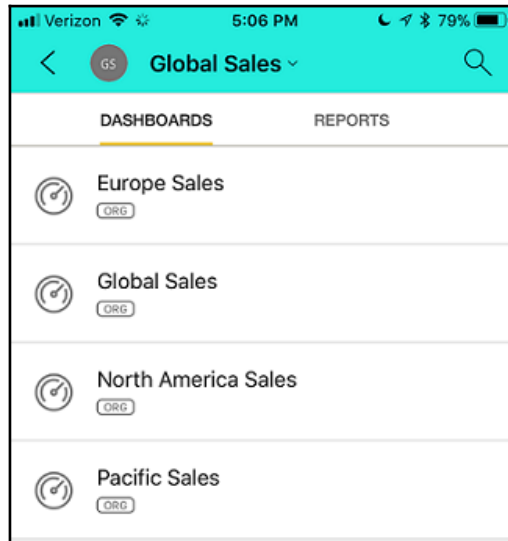 Verizon 5:06 PM 79%
GS Global Sales
DASHBOARDS REPORTS
Europe Sales
ORG
Global Sales
ORG
North America Sales
ORG
Pacific Sales
ORG